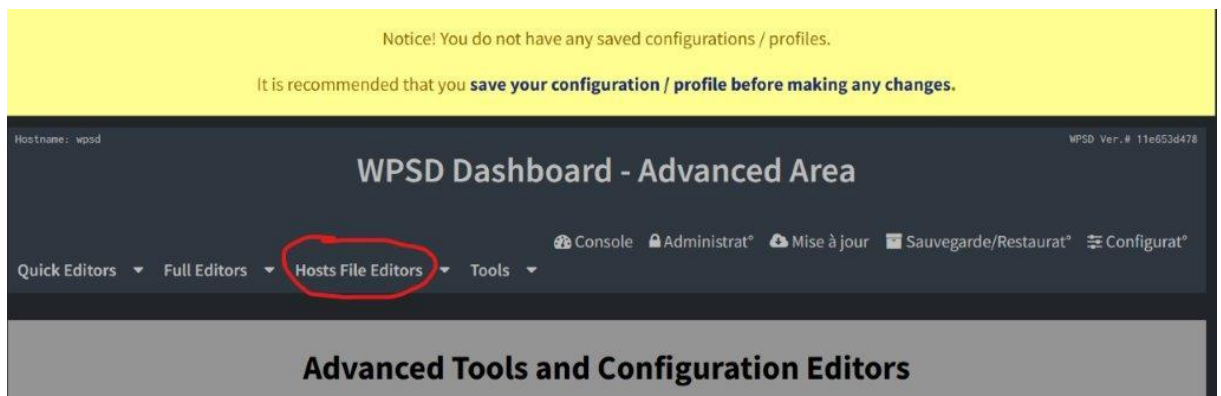 Notice! You do not have any saved configurations / profiles.
It is recommended that you save your configuration / profile before making any changes.
Hostname: wpsd
WPSD Ver.# 11e653d478
WPSD Dashboard - Advanced Area
Console Administrat° Mise à jour Sauvegarde/Restaurat° Configurat°
Quick Editors Full Editors Hosts File Editors Tools
Advanced Tools and Configuration Editors